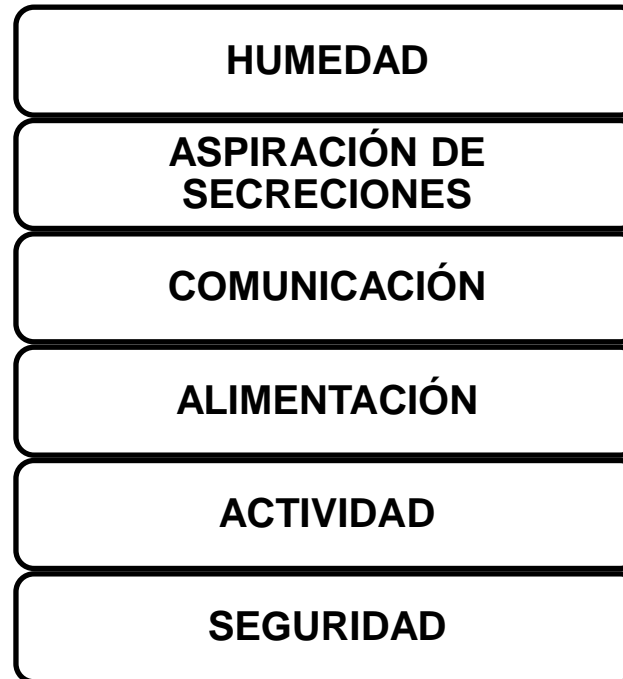 HUMEDAD
ASPIRACIÓN DE
SECRECIONES
COMUNICACIÓN
ALIMENTACIÓN
ACTIVIDAD
SEGURIDAD